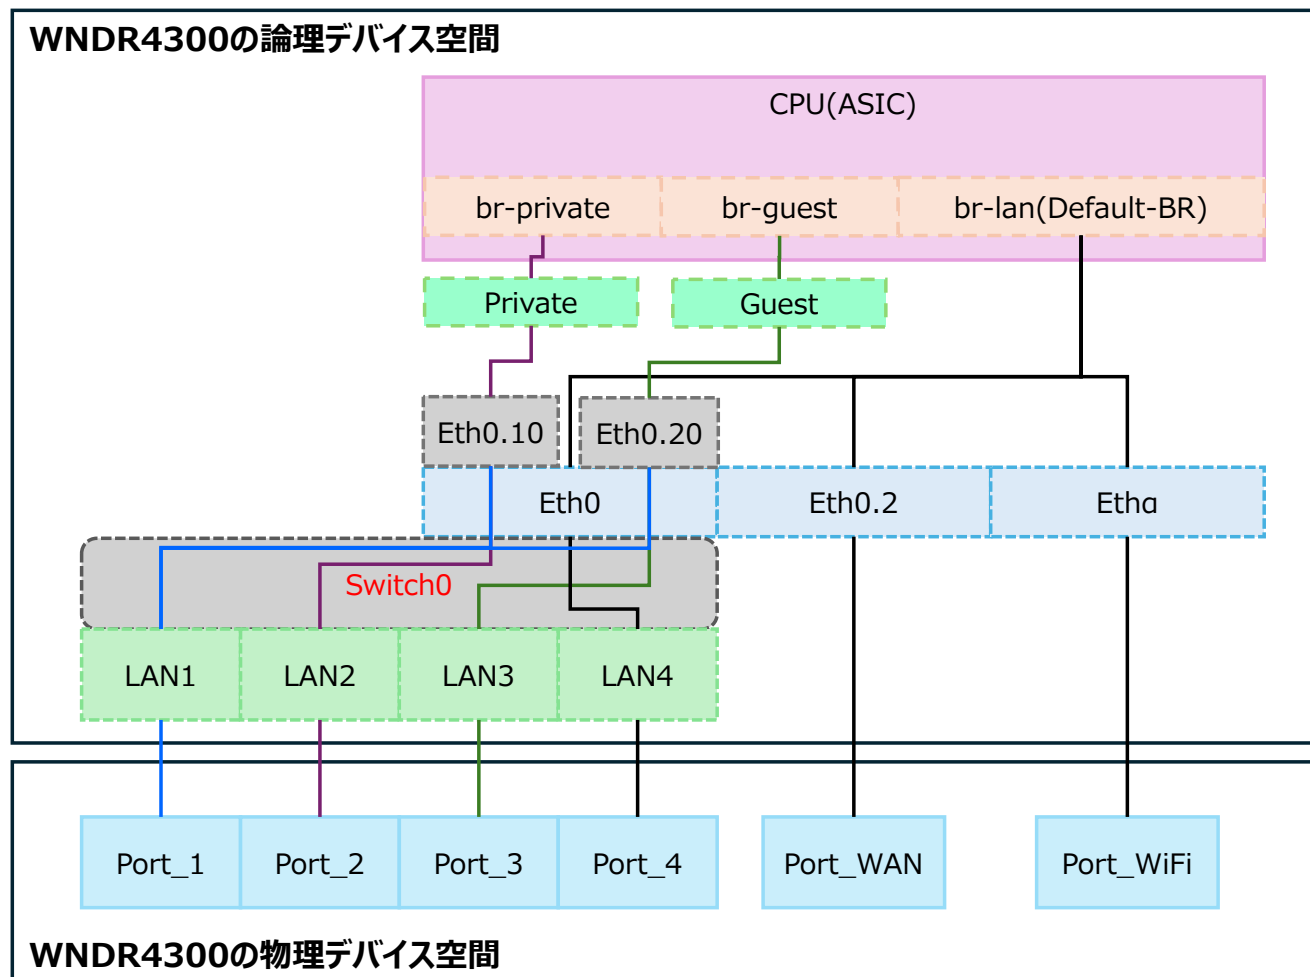 WNDR4300の論理デバイス空間
CPU(ASIC)
br-private
br-guest
br-lan(Default-BR)
Private
Guest
Eth0.10
Eth0.20
Eth0
Eth0.2
Ethα
Switch0
LAN1
LAN2
LAN3
LAN4
Port_1
Port_2
Port_3
Port_4
Port_WAN
Port_WiFi
WNDR4300の物理デバイス空間